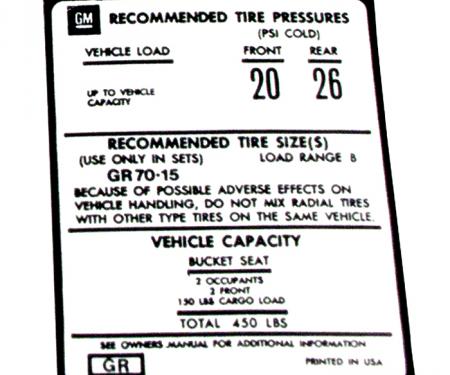 GM RECOMMENDED TIRE PRESSURES
(PSI COLD)
VEHICLE LOAD FRONT REAR
UP TO VEHICLE CAPACITY 20 26
RECOMMENDED TIRE SIZE(S)
(USE ONLY IN SETS) LOAD RANGE B
GR70-15
BECAUSE OF POSSIBLE ADVERSE EFFECTS ON
VEHICLE HANDLING, DO NOT MIX RADIAL TIRES
WITH OTHER TYPE TIRES ON THE SAME VEHICLE.
VEHICLE CAPACITY
BUCKET SEAT
2 OCCUPANTS
2 FRONT
150 LBS CARGO LOAD
TOTAL 450 LBS
SEE OWNERS MANUAL FOR ADDITIONAL INFORMATION
GR PRINTED IN USA